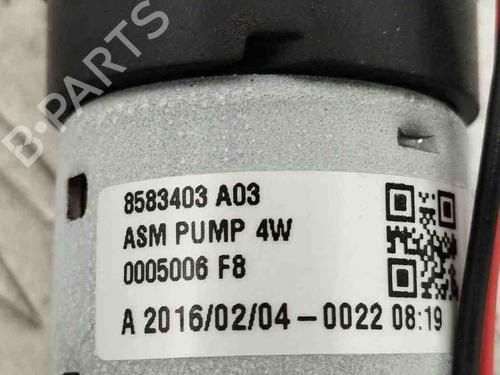 B-PARTS
8583403 A03
ASM PUMP 4W
0005006 F8
A 2016/02/04-0022 08:19